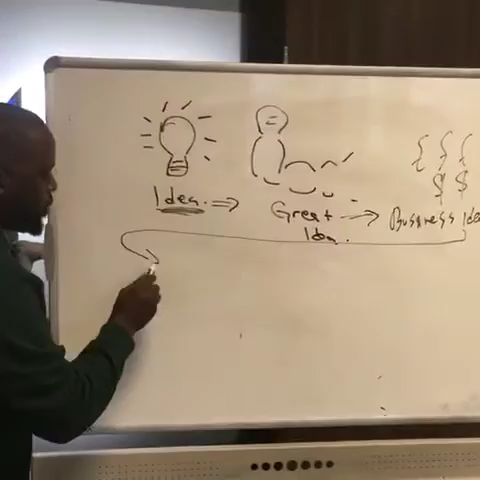 Idea. ⇒ Great → Business Idea
Idea.
$ $